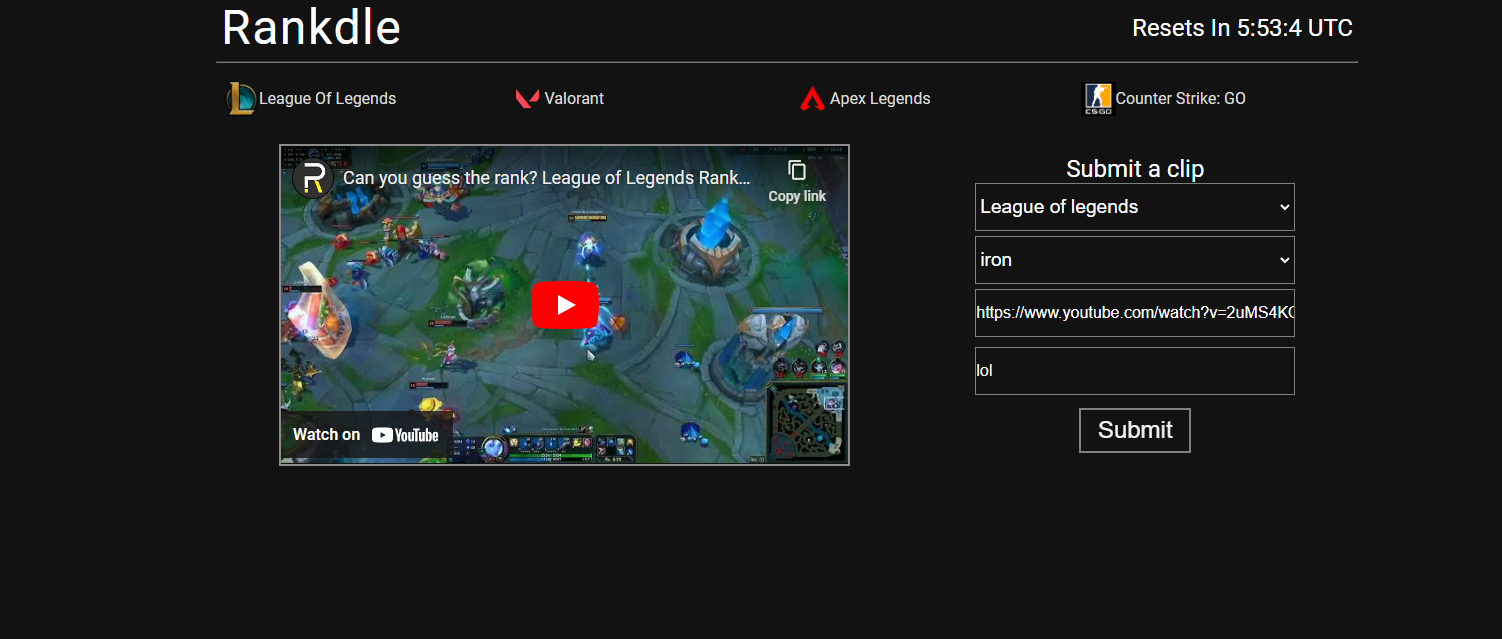 Rankdle
Resets In 5:53:4 UTC
League Of Legends
Valorant
Apex Legends
CS:GO
Counter Strike: GO
Can you guess the rank? League of Legends Rank...
Copy link
Watch on YouTube
Submit a clip
League of legends
iron
https://www.youtube.com/watch?v=2uMS4K
lol
Submit